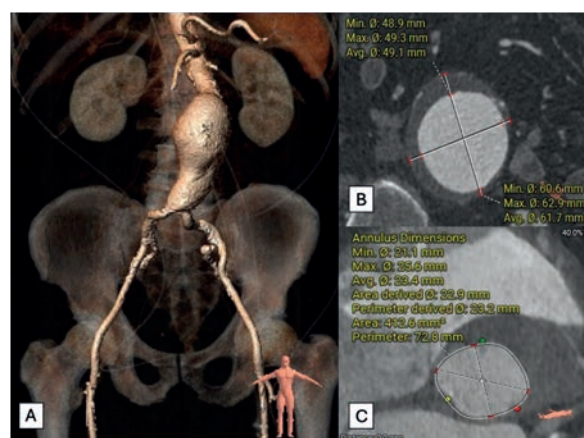 A
Min. Ø: 48.9 mm
Max. Ø: 49.3 mm
Avg. Ø: 49.1 mm
Min. Ø: 60.6 mm
Max. Ø: 62.9 mm
Avg. Ø: 61.7 mm
B
40.0%
Annulus Dimensions
Min. Ø: 21.1 mm
Max. Ø: 25.6 mm
Avg. Ø: 23.4 mm
Area derived Ø: 22.9 mm
Perimeter derived Ø: 23.2 mm
Area: 412.6 mm²
Perimeter: 72.8 mm
C